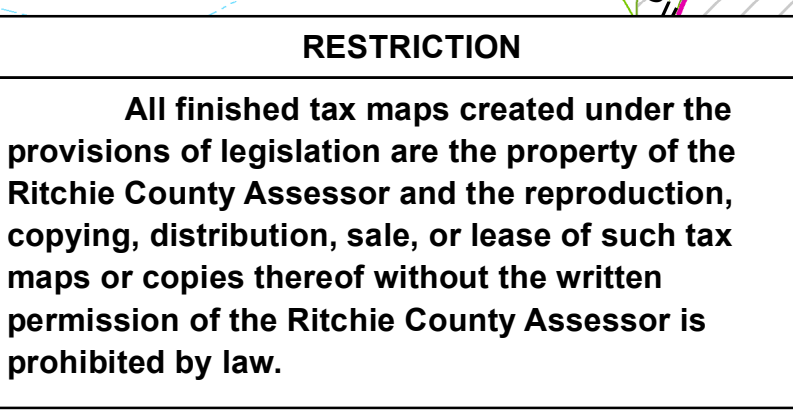 RESTRICTION
All finished tax maps created under the
provisions of legislation are the property of the
Ritchie County Assessor and the reproduction,
copying, distribution, sale, or lease of such tax
maps or copies thereof without the written
permission of the Ritchie County Assessor is
prohibited by law.